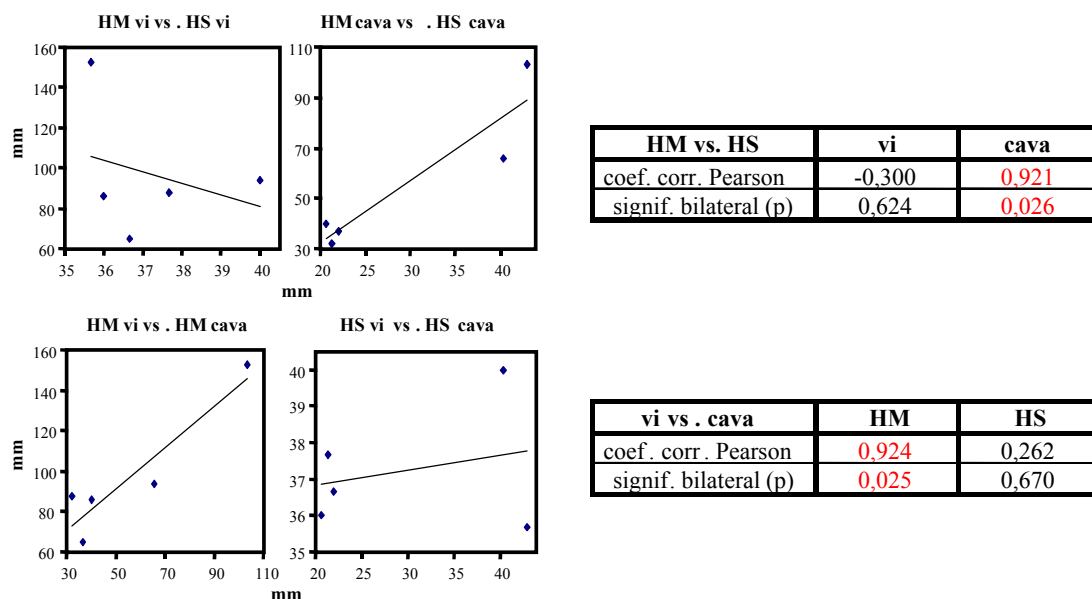 HM vi vs . HS vi
HM cava vs . HS cava
160
140
120
100
80
60
mm
35 36 37 38 39 40
110
90
70
50
30
20 25 30 35 40
mm
HM vs. HS vi cava
coef. corr. Pearson -0,300 0,921
signif. bilateral (p) 0,624 0,026
HM vi vs . HM cava
HS vi vs . HS cava
160
140
120
100
80
60
mm
30 50 70 90 110
40
39
38
37
36
35
20 25 30 35 40
mm
vi vs . cava HM HS
coef. corr. Pearson 0,924 0,262
signif. bilateral (p) 0,025 0,670